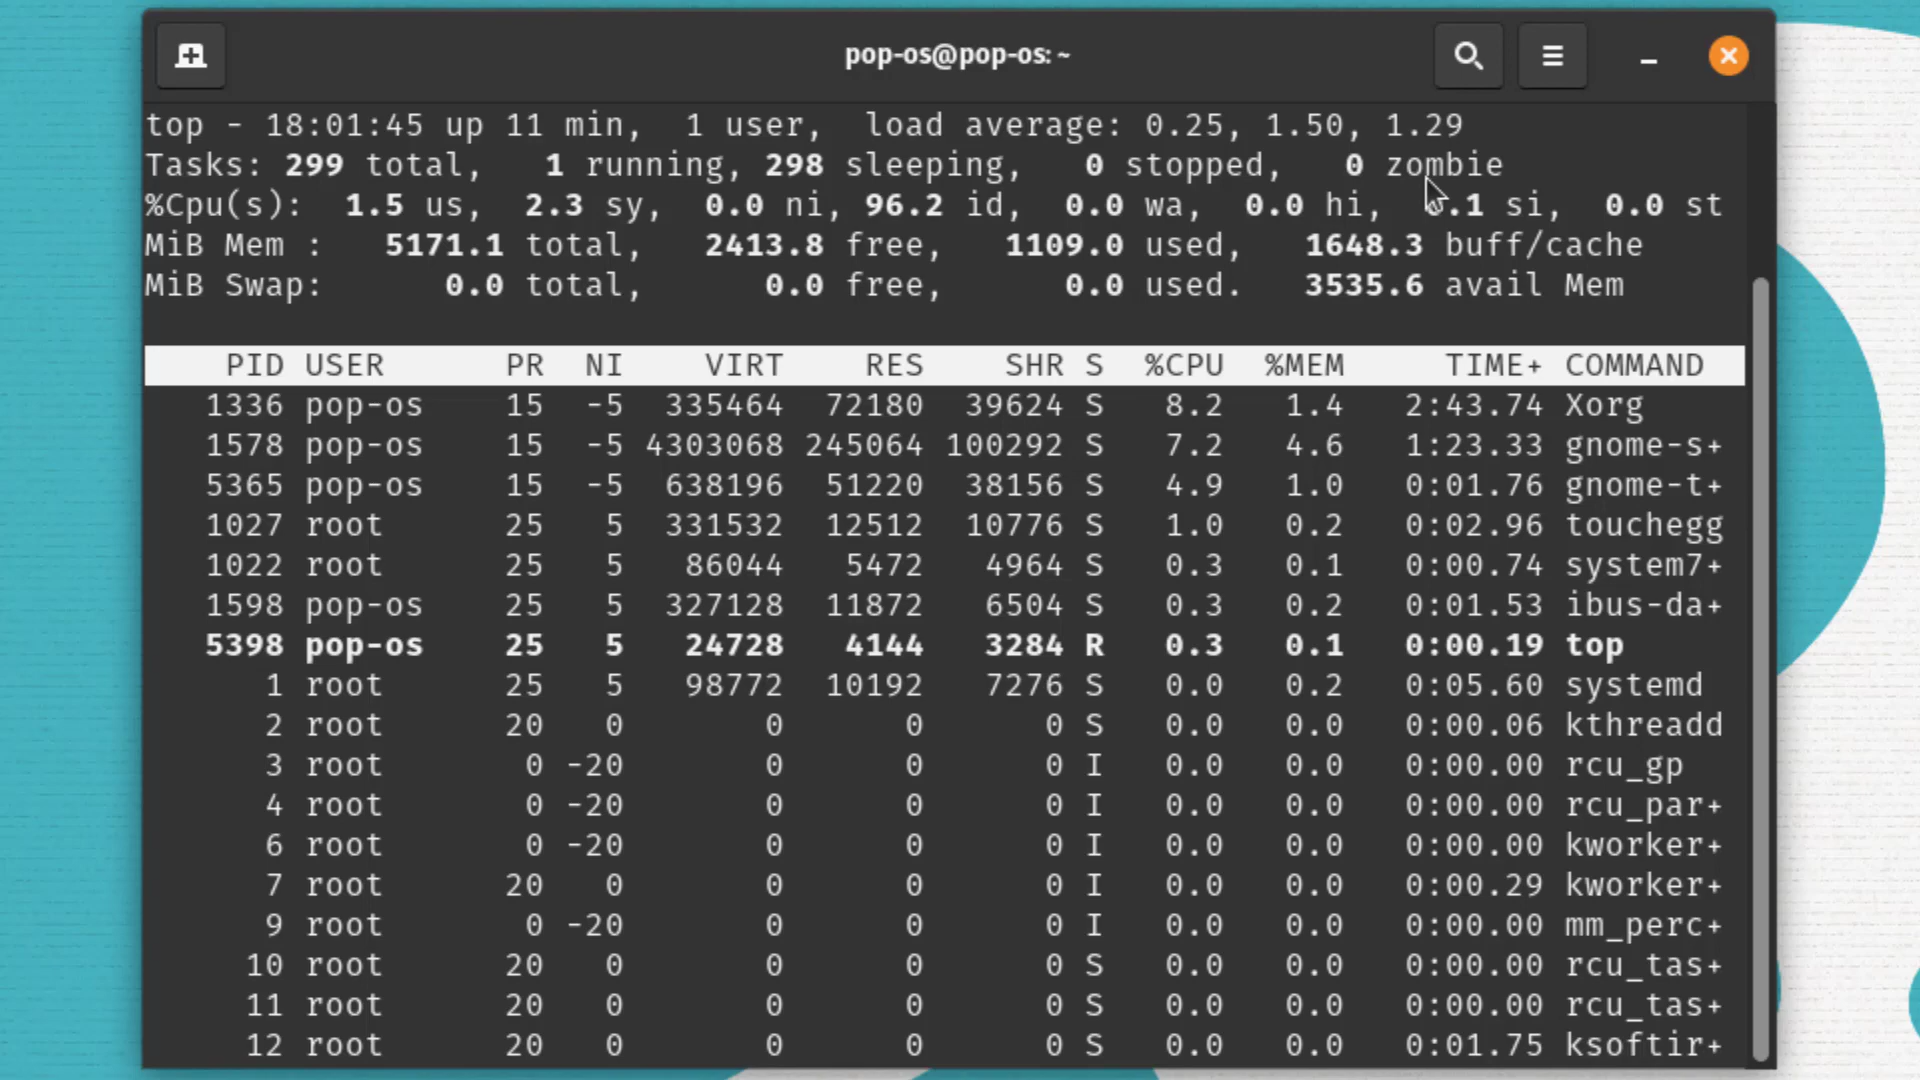 pop-os@pop-os: ~
top - 18:01:45 up 11 min,  1 user,  load average: 0.25, 1.50, 1.29
Tasks: 299 total,   1 running, 298 sleeping,   0 stopped,   0 zombie
%Cpu(s):  1.5 us,  2.3 sy,  0.0 ni, 96.2 id,  0.0 wa,  0.0 hi,  .1 si,  0.0 st
MiB Mem :   5171.1 total,   2413.8 free,   1109.0 used,   1648.3 buff/cache
MiB Swap:      0.0 total,      0.0 free,      0.0 used.   3535.6 avail Mem
PID USER PR NI VIRT RES SHR S %CPU %MEM TIME+ COMMAND
1336 pop-os 15 -5 335464 72180 39624 S 8.2 1.4 2:43.74 Xorg
1578 pop-os 15 -5 4303068 245064 100292 S 7.2 4.6 1:23.33 gnome-s+
5365 pop-os 15 -5 638196 51220 38156 S 4.9 1.0 0:01.76 gnome-t+
1027 root 25 5 331532 12512 10776 S 1.0 0.2 0:02.96 touchegg
1022 root 25 5 86044 5472 4964 S 0.3 0.1 0:00.74 system7+
1598 pop-os 25 5 327128 11872 6504 S 0.3 0.2 0:01.53 ibus-da+
5398 pop-os 25 5 24728 4144 3284 R 0.3 0.1 0:00.19 top
1 root 25 5 98772 10192 7276 S 0.0 0.2 0:05.60 systemd
2 root 20 0 0 0 0 S 0.0 0.0 0:00.06 kthreadd
3 root 0 -20 0 0 0 I 0.0 0.0 0:00.00 rcu_gp
4 root 0 -20 0 0 0 I 0.0 0.0 0:00.00 rcu_par+
6 root 0 -20 0 0 0 I 0.0 0.0 0:00.00 kworker+
7 root 20 0 0 0 0 I 0.0 0.0 0:00.29 kworker+
9 root 0 -20 0 0 0 I 0.0 0.0 0:00.00 mm_perc+
10 root 20 0 0 0 0 S 0.0 0.0 0:00.00 rcu_tas+
11 root 20 0 0 0 0 S 0.0 0.0 0:00.00 rcu_tas+
12 root 20 0 0 0 0 S 0.0 0.0 0:01.75 ksoftir+